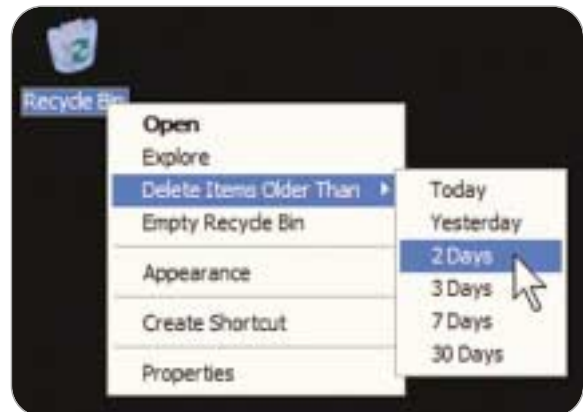 Recycle Bin
Open
Explore
Delete Items Older Than
Empty Recycle Bin
Appearance
Create Shortcut
Properties
Today
Yesterday
2 Days
3 Days
7 Days
30 Days